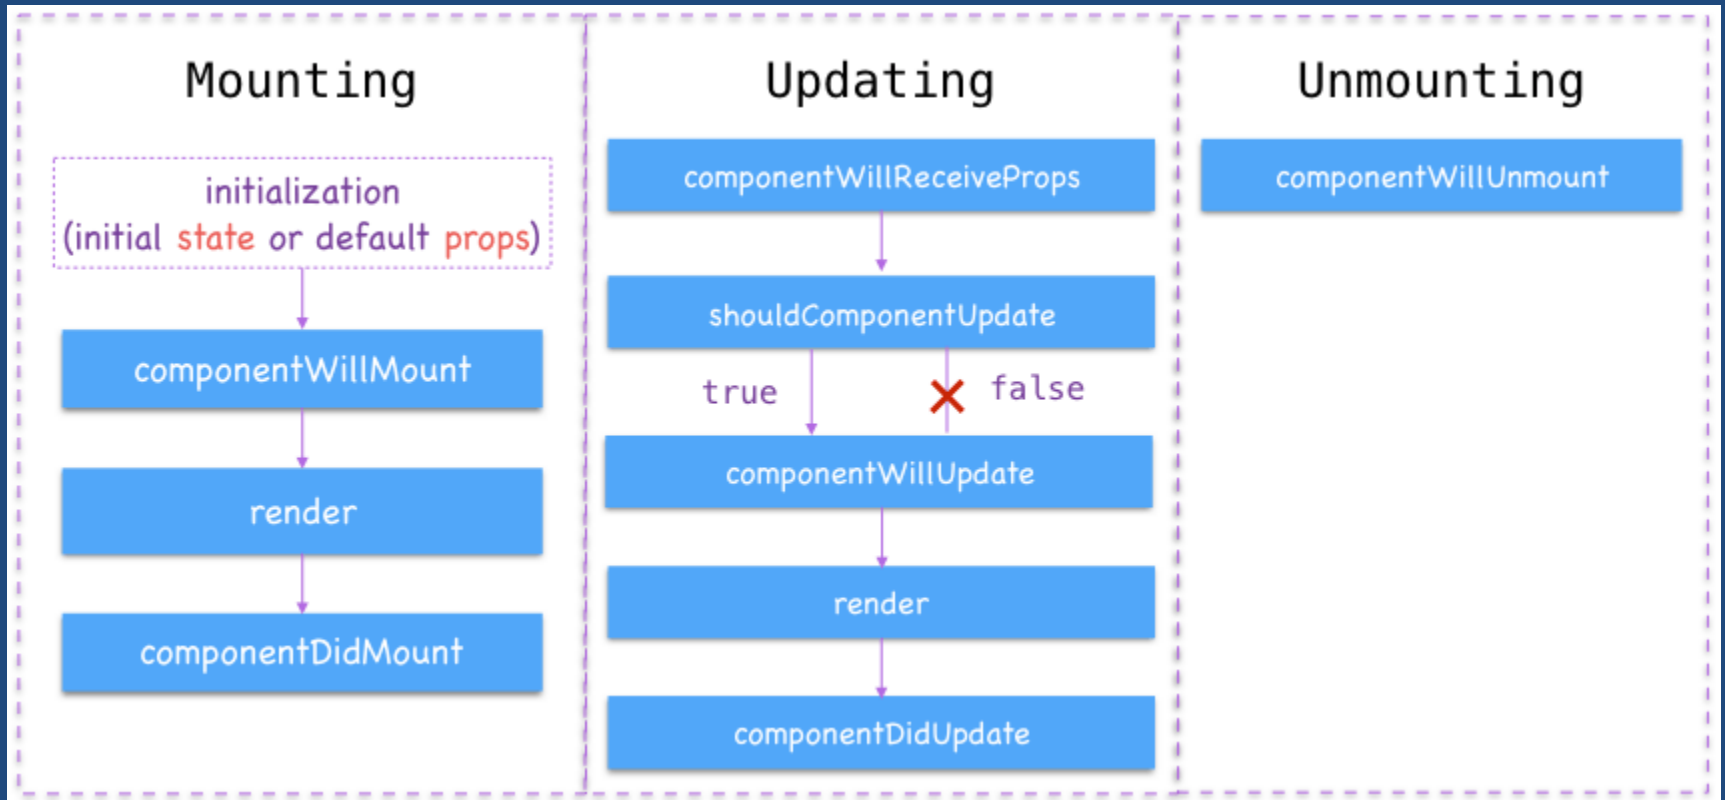 Mounting
initialization
(initial state or default props)
componentWillMount
render
componentDidMount
Updating
componentWillReceiveProps
shouldComponentUpdate
true
false
componentWillUpdate
render
componentDidUpdate
Unmounting
componentWillUnmount